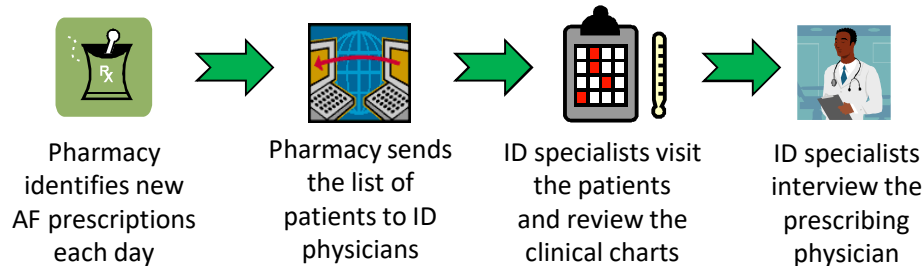 Rx
Pharmacy
identifies new
AF prescriptions
each day
Pharmacy sends
the list of
patients to ID
physicians
ID specialists visit
the patients
and review the
clinical charts
ID specialists
interview the
prescribing
physician